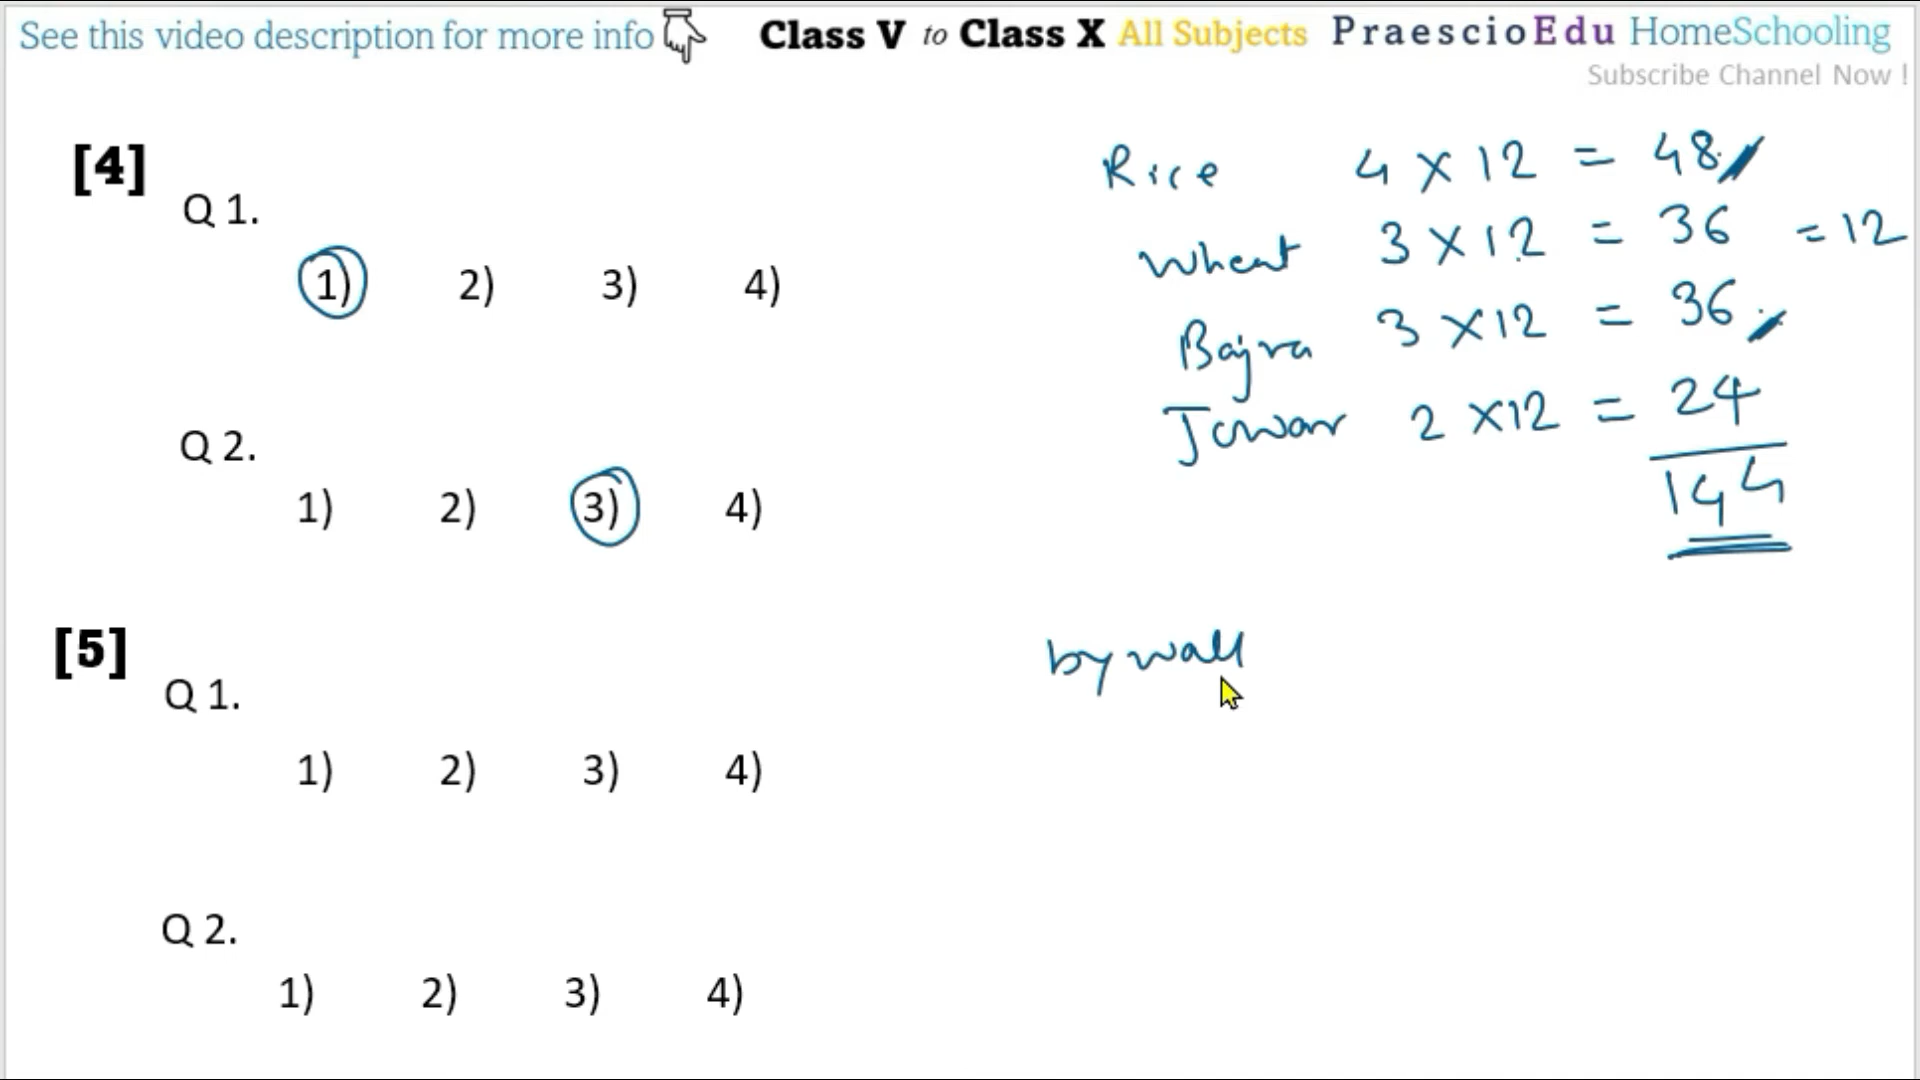 See this video description for more info Class V to Class X All Subjects PraescioEdu HomeSchooling
Subscribe Channel Now !
[4]
Q 1.
1) 2) 3) 4)
Q 2.
1) 2) 3) 4)
Rice 4 × 12 = 48
Wheat 3 × 12 = 36 = 12
Bajra 3 × 12 = 36
Jowar 2 × 12 = 24
144
[5]
Q 1.
1) 2) 3) 4)
Q 2.
1) 2) 3) 4)
by wall